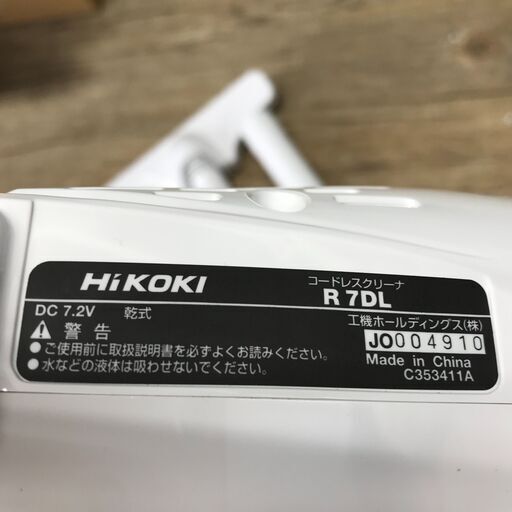 HiKOKI
コードレスクリーナ
R 7DL
DC 7.2V 乾式
工機ホールディングス(株)
警告
●ご使用前に取扱説明書を必ずよくお読みください。
●水などの液体は吸わせないでください。
JO004910
Made in China
C353411A